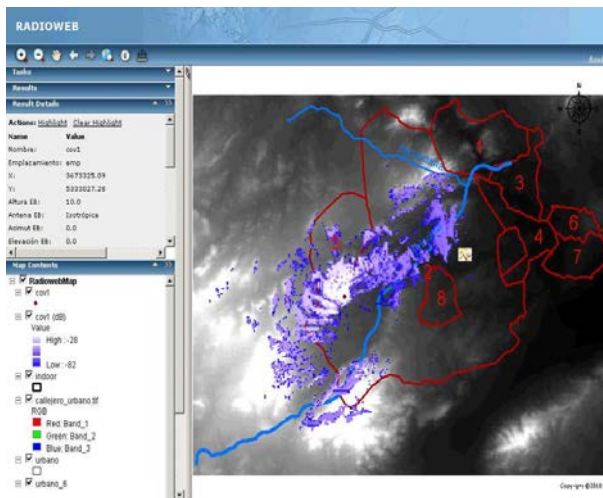 RADIOWEB
Tasks
Results
Result Details
Actions: Highlight Clear Highlight
Name Value
Nombre: cov1
Emplacamiento: emp
X: 3673325.09
Y: 5333027.28
Altura EB: 10.0
Antena EB: Isotrópica
Azimut EB: 0.0
Elevación EB: 0.0
Map Contents
RadiowebMap
cov1
cov1 (dB)
Value
High : -28
Low : -82
indoor
callejero_urbano.tif
RGB
Red: Band_1
Green: Band_2
Blue: Band_3
urbano
urbano_6
N
3
6
4
7
2
8